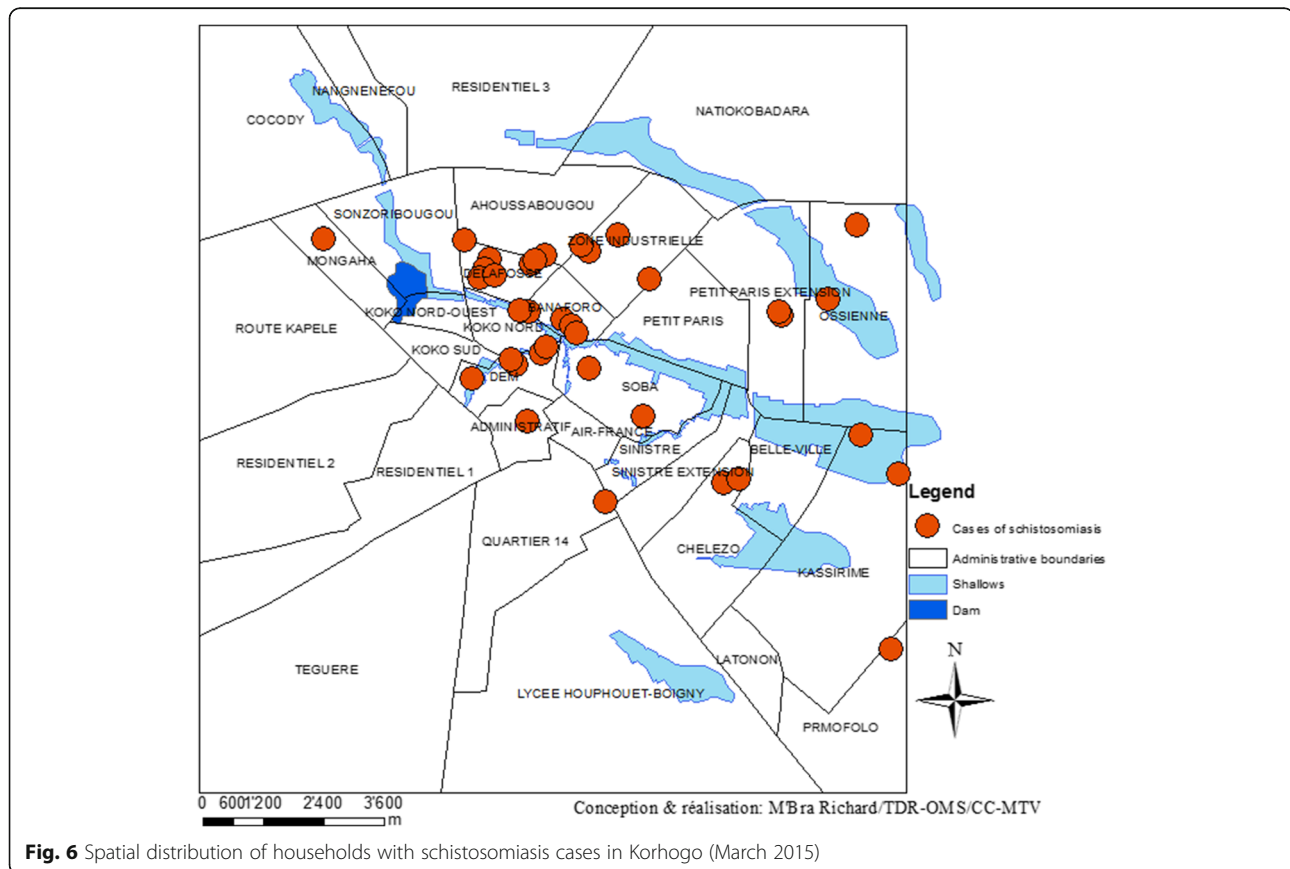 NANGNENEFOU
RESIDENTIEL 3
COCODY
NATIOKOBADARA
SONZORIBOUGOU
AHOUSSABOUGOU
ZONE INDUSTRIELLE
MONGAHA
DELAFOSSE
PETIT PARIS EXTENSION
KOKO NORD-OUEST
BANAFORO
OSSIENNE
ROUTE KAPELE
KOKO NORD
PETIT PARIS
KOKO SUD
DEM
SOBA
ADMINISTRATIF
AIR-FRANCE
SINISTRE
BELLE-VILLE
RESIDENTIEL 2
RESIDENTIEL 1
SINISTRE EXTENSION
QUARTIER 14
CHELEZO
KASSIRIME
TEGUERE
LATONON
LYCEE HOUPHOUET-BOIGNY
PRMOFOLO
Legend
Cases of schistosomiasis
Administrative boundaries
Shallows
Dam
N
0 6001'200 2'400 3'600
m
Conception & réalisation: M'Bra Richard/TDR-OMS/CC-MTV
Fig. 6 Spatial distribution of households with schistosomiasis cases in Korhogo (March 2015)